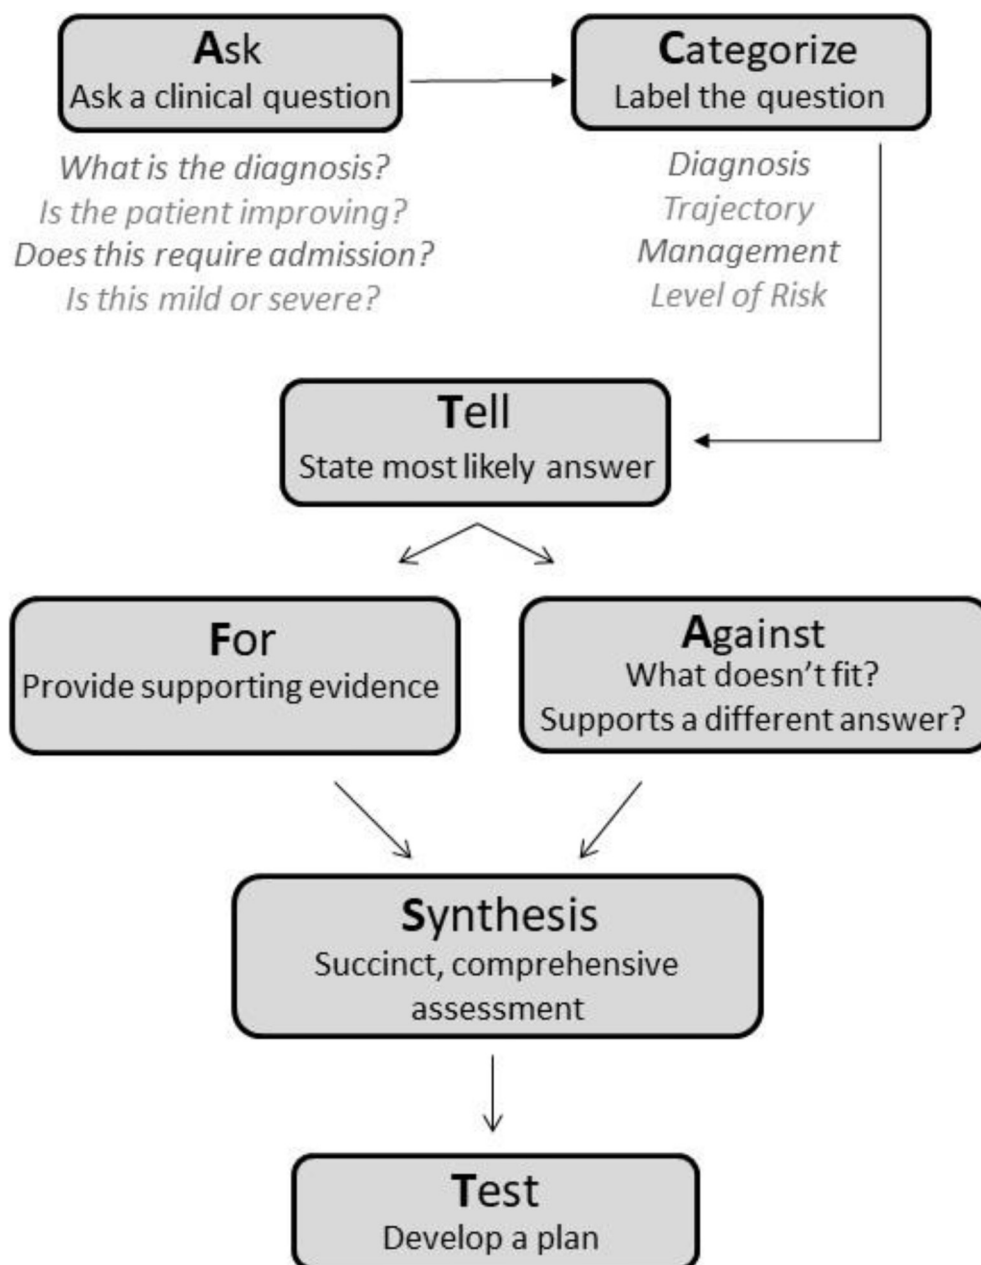 Ask
Ask a clinical question
What is the diagnosis?
Is the patient improving?
Does this require admission?
Is this mild or severe?
Categorize
Label the question
Diagnosis
Trajectory
Management
Level of Risk
Tell
State most likely answer
For
Provide supporting evidence
Against
What doesn’t fit?
Supports a different answer?
Synthesis
Succinct, comprehensive
assessment
Test
Develop a plan